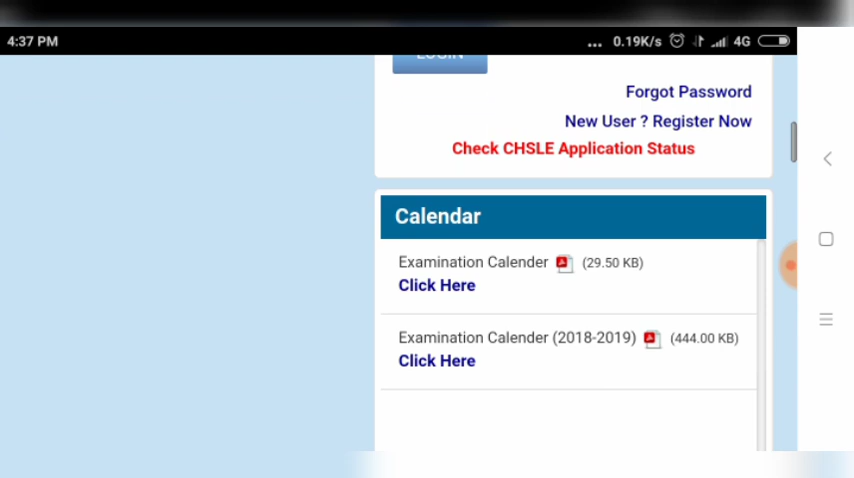 4:37 PM
... 0.19K/s 4G
LOGIN
Forgot Password
New User ? Register Now
Check CHSLE Application Status
Calendar
Examination Calender (29.50 KB)
Click Here
Examination Calender (2018-2019) (444.00 KB)
Click Here